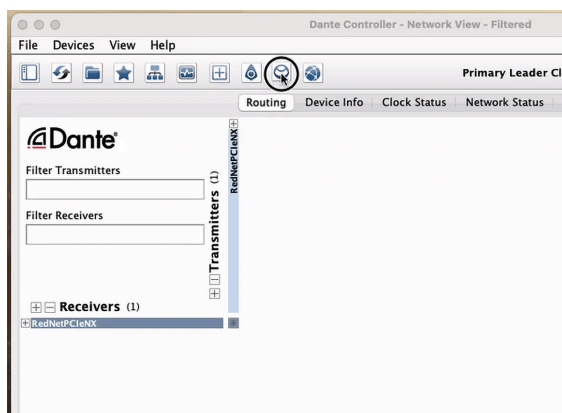 Dante Controller - Network View - Filtered
File Devices View Help
Primary Leader Cl
Routing Device Info Clock Status Network Status
Dante
RedNetPCIeNX
Filter Transmitters
Filter Receivers
Transmitters (1)
Receivers (1)
RedNetPCIeNX